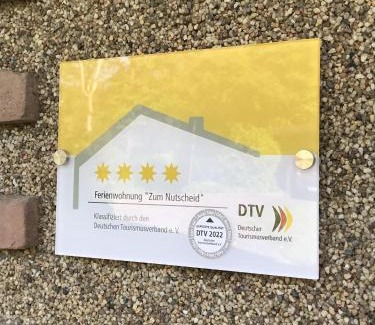 Ferienwohnung "Zum Nutscheid"
Klassifiziert durch den
Deutschen Tourismusverband e. V.
DTV 2022
DTV
Deutscher
Tourismusverband e.V.